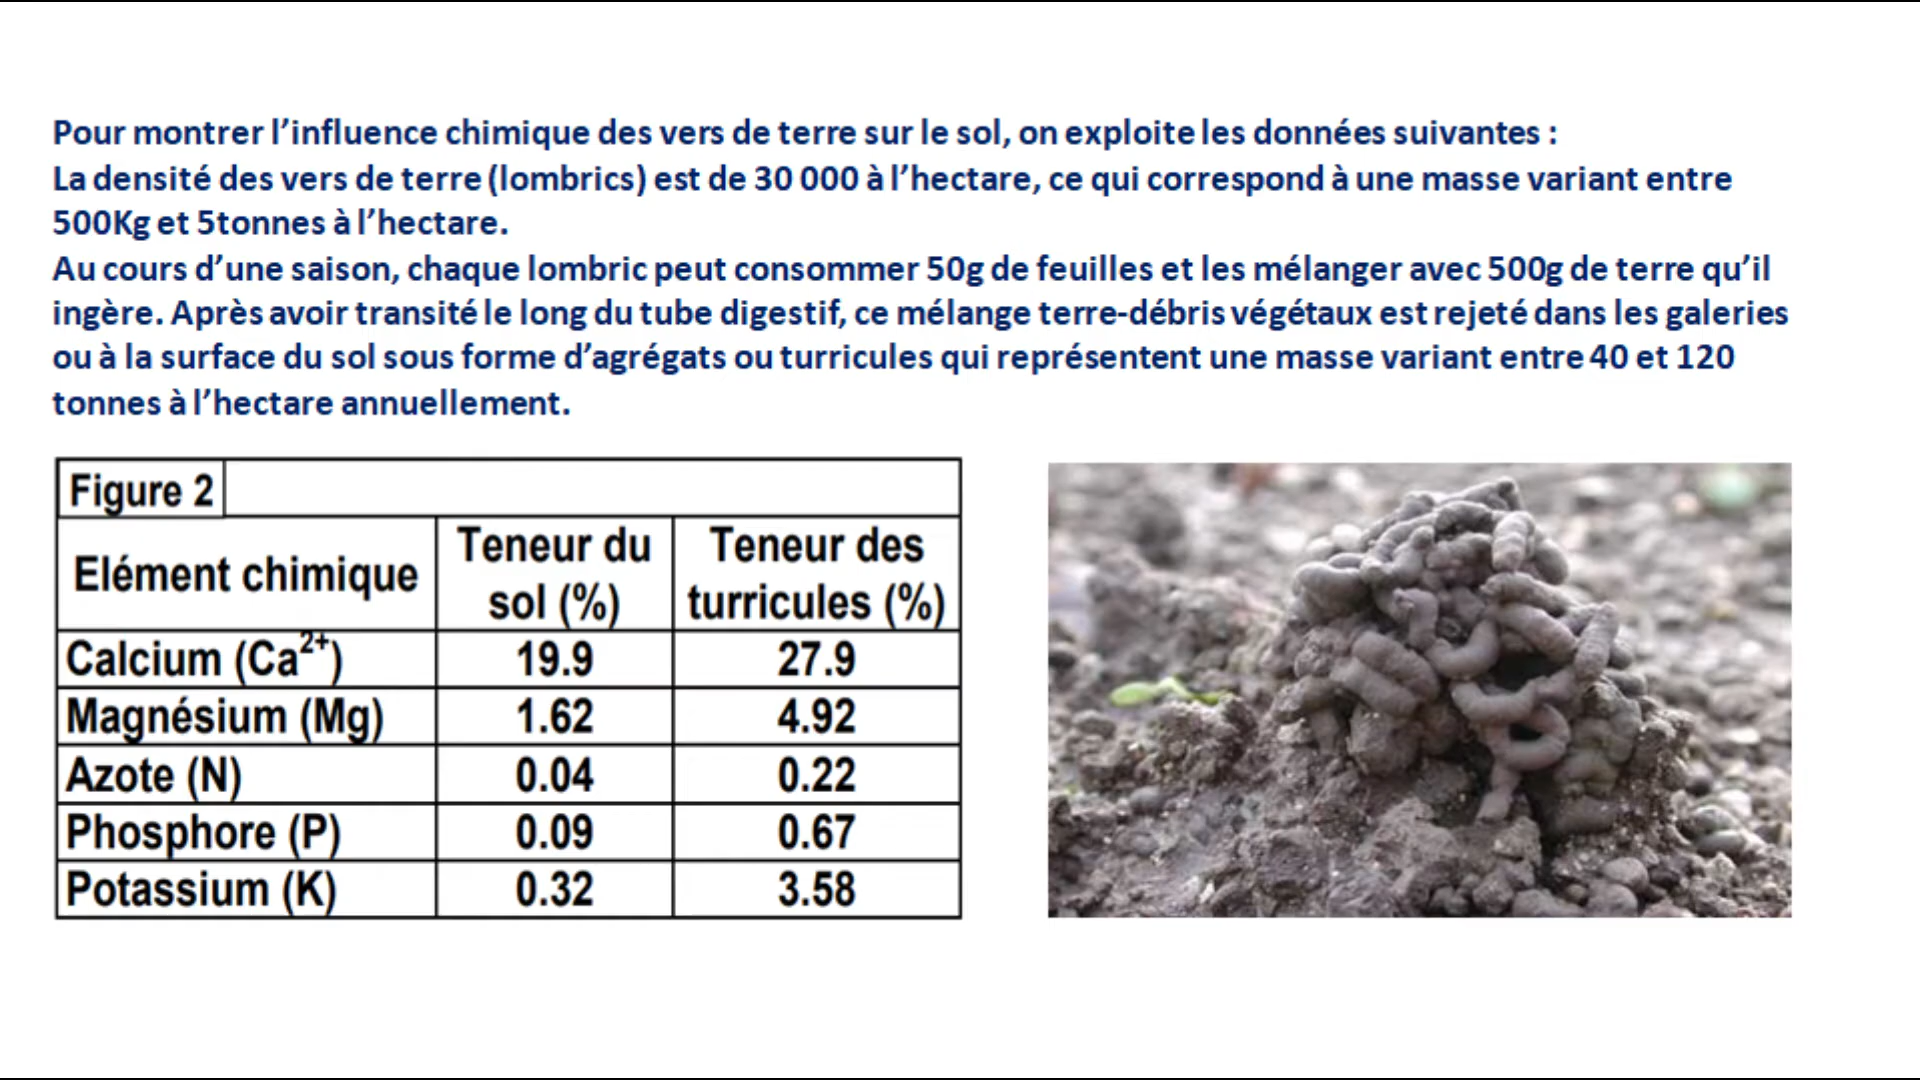 Pour montrer l'influence chimique des vers de terre sur le sol, on exploite les données suivantes :
La densité des vers de terre (lombrics) est de 30 000 à l'hectare, ce qui correspond à une masse variant entre
500Kg et 5tonnes à l'hectare.
Au cours d'une saison, chaque lombric peut consommer 50g de feuilles et les mélanger avec 500g de terre qu'il
ingère. Après avoir transité le long du tube digestif, ce mélange terre-débris végétaux est rejeté dans les galeries
ou à la surface du sol sous forme d'agrégats ou turricules qui représentent une masse variant entre 40 et 120
tonnes à l'hectare annuellement.
Figure 2
Elément chimique Teneur du sol (%) Teneur des turricules (%)
Calcium (Ca²⁺) 19.9 27.9
Magnésium (Mg) 1.62 4.92
Azote (N) 0.04 0.22
Phosphore (P) 0.09 0.67
Potassium (K) 0.32 3.58